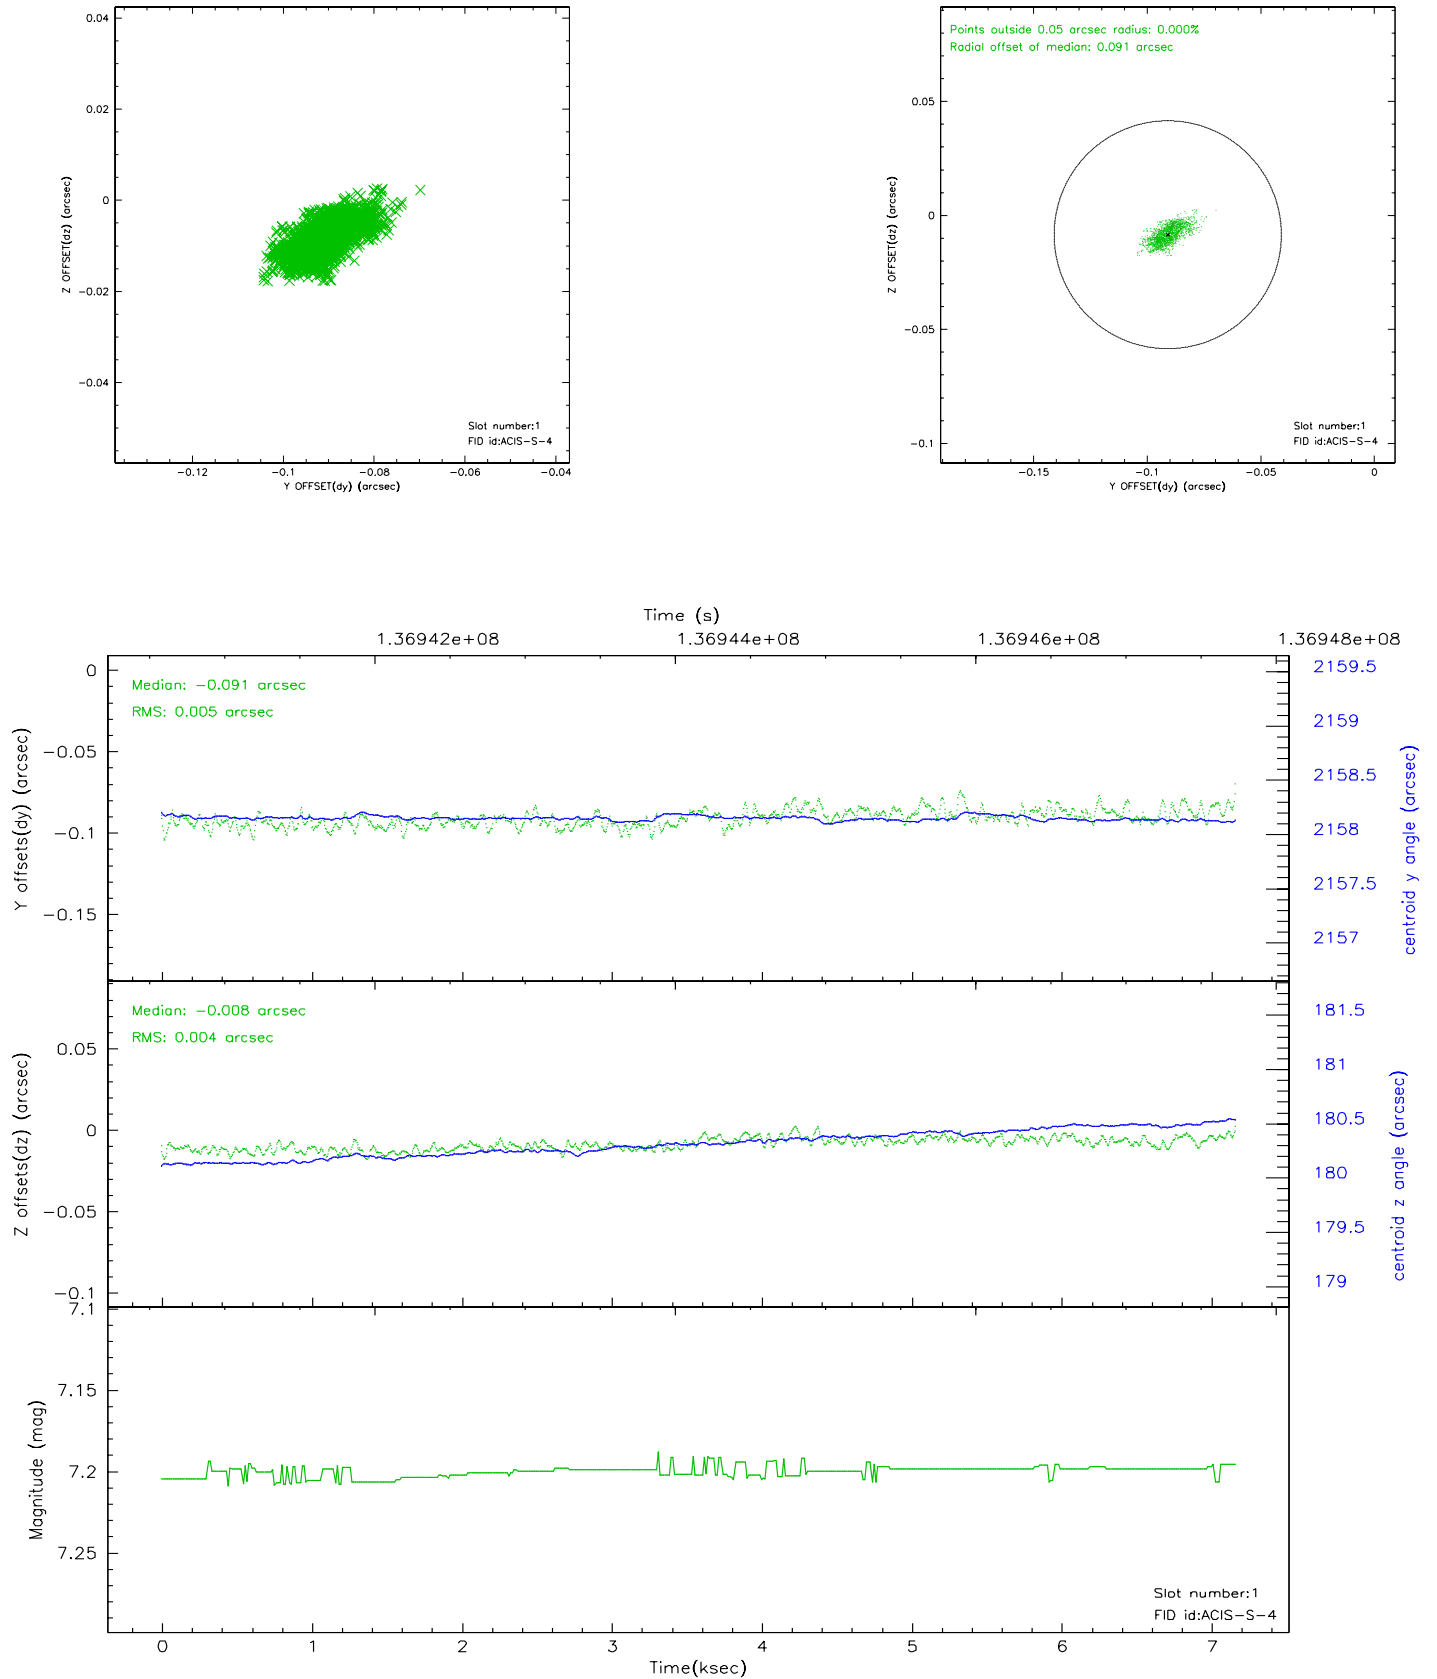 0.04
0.02
0
−0.02
−0.04
Z OFFSET(dz) (arcsec)
Slot number:1
FID id:ACIS−S−4
−0.12
−0.1
−0.08
−0.06
−0.04
Y OFFSET(dy) (arcsec)
Points outside 0.05 arcsec radius: 0.000%
Radial offset of median: 0.091 arcsec
0.05
0
−0.05
−0.1
Z OFFSET(dz) (arcsec)
Slot number:1
FID id:ACIS−S−4
−0.15
−0.1
−0.05
0
Y OFFSET(dy) (arcsec)
Time (s)
1.36942e+08
1.36944e+08
1.36946e+08
1.36948e+08
Median: −0.091 arcsec
RMS: 0.005 arcsec
0
−0.05
−0.1
−0.15
Y offsets(dy) (arcsec)
2159.5
2159
2158.5
2158
2157.5
2157
centroid y angle (arcsec)
Median: −0.008 arcsec
RMS: 0.004 arcsec
0.05
0
−0.05
−0.1
Z offsets(dz) (arcsec)
181.5
181
180.5
180
179.5
179
centroid z angle (arcsec)
7.1
7.15
7.2
7.25
Magnitude (mag)
Slot number:1
FID id:ACIS−S−4
0
1
2
3
4
5
6
7
Time(ksec)